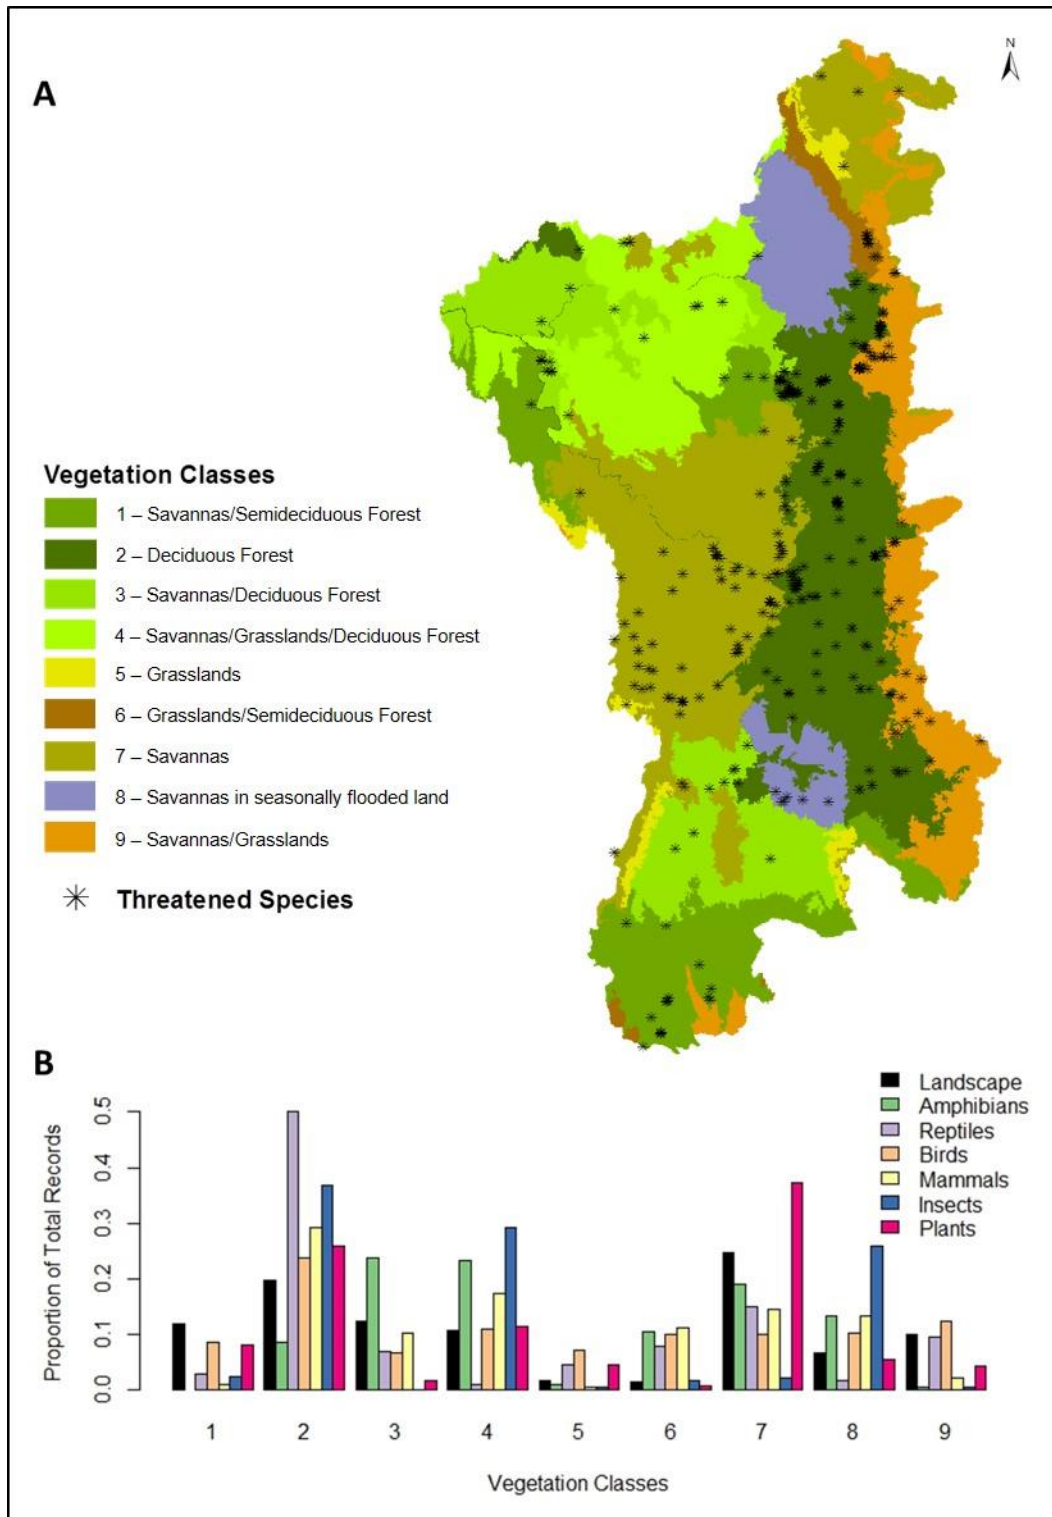 N
A
Vegetation Classes
1 – Savannas/Semideciduous Forest
2 – Deciduous Forest
3 – Savannas/Deciduous Forest
4 – Savannas/Grasslands/Deciduous Forest
5 – Grasslands
6 – Grasslands/Semideciduous Forest
7 – Savannas
8 – Savannas in seasonally flooded land
9 – Savannas/Grasslands
Threatened Species
B
Landscape
Amphibians
Reptiles
Birds
Mammals
Insects
Plants
Proportion of Total Records
0.5
0.4
0.3
0.2
0.1
0.0
1 2 3 4 5 6 7 8 9
Vegetation Classes